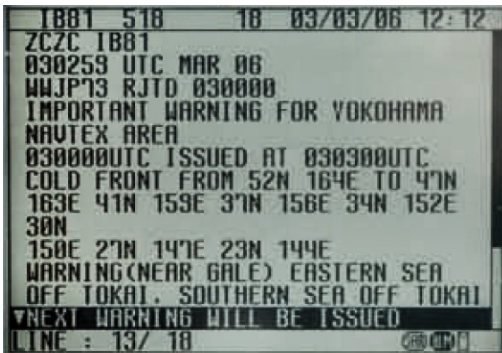 IB81 518 18 03/03/06 12:12
ZCZC IB81
030259 UTC MAR 06
WWJP73 RJTD 030000
IMPORTANT WARNING FOR YOKOHAMA
NAVTEX AREA
030000UTC ISSUED AT 030300UTC
COLD FRONT FROM 52N 164E TO 47N
163E 41N 159E 37N 156E 34N 152E
30N
150E 27N 147E 23N 144E
WARNING(NEAR GALE) EASTERN SEA
OFF TOKAI, SOUTHERN SEA OFF TOKAI
▼NEXT WARNING WILL BE ISSUED
LINE : 13/ 18